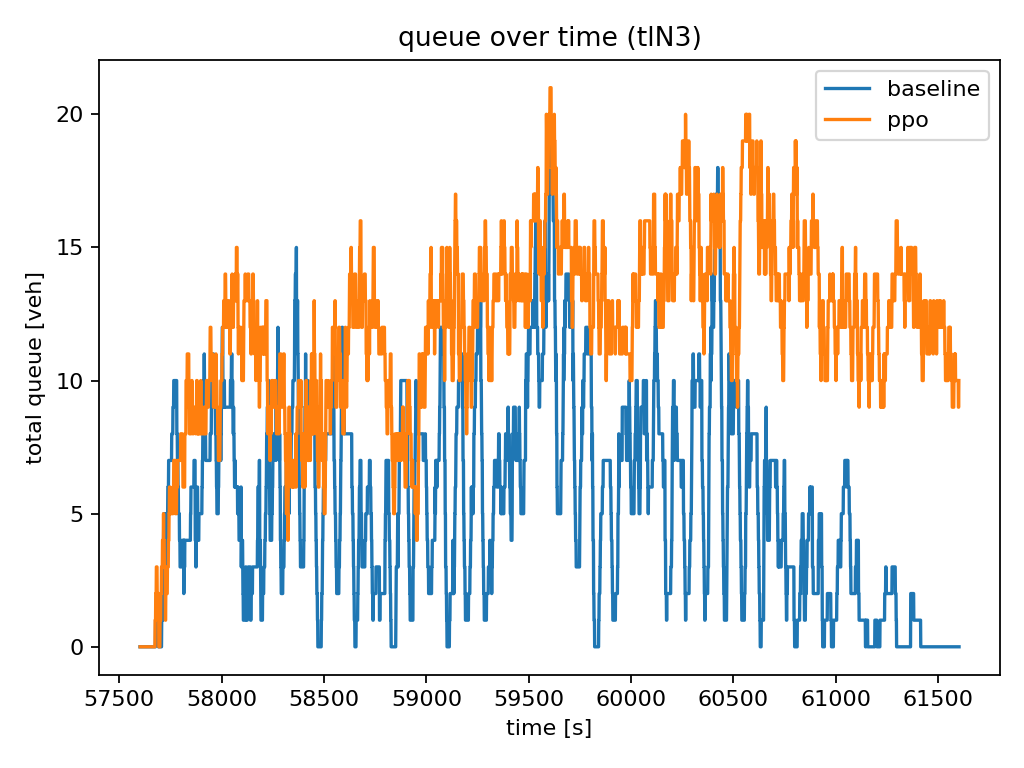 queue over time (tlN3)
baseline
ppo
total queue [veh]
20
15
10
5
0
57500 58000 58500 59000 59500 60000 60500 61000 61500
time [s]